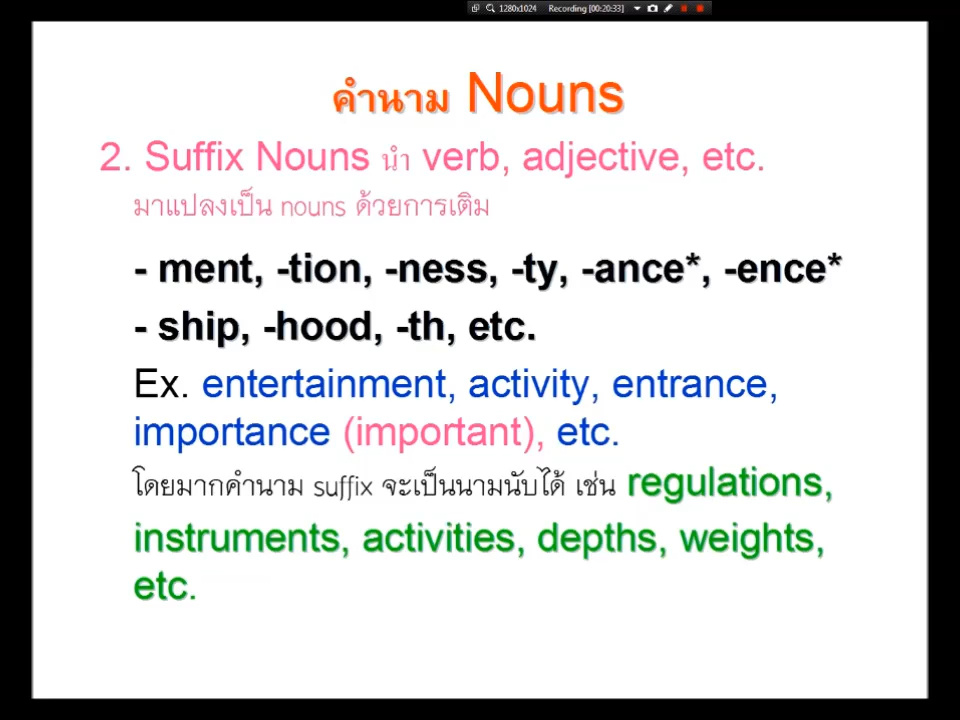 1280x1024 Recording [00:20:33]
คำนาม Nouns
2. Suffix Nouns นำ verb, adjective, etc.
มาแปลงเป็น nouns ด้วยการเติม
- ment, -tion, -ness, -ty, -ance*, -ence*
- ship, -hood, -th, etc.
Ex. entertainment, activity, entrance,
importance (important), etc.
โดยมากคำนาม suffix จะเป็นนามนับได้ เช่น regulations,
instruments, activities, depths, weights,
etc.